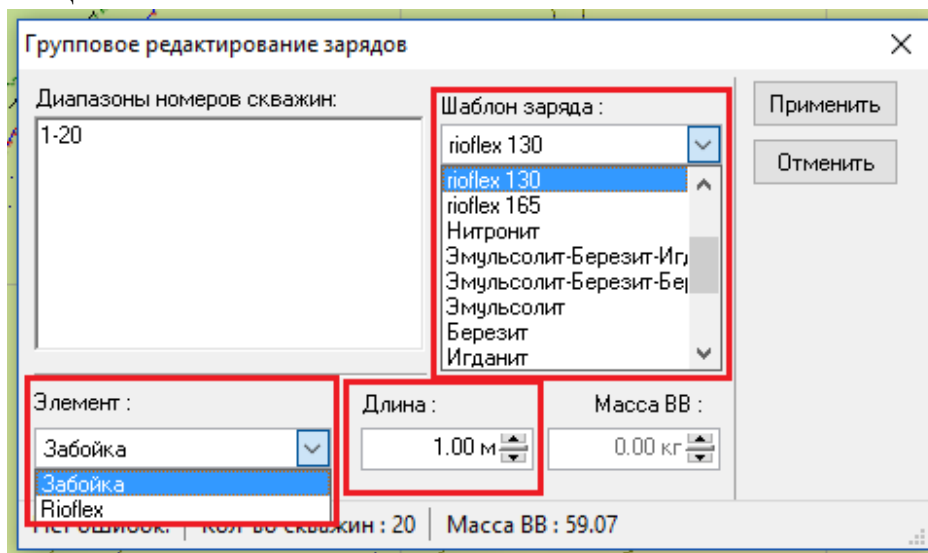 Групповое редактирование зарядов
Диапазоны номеров скважин:
1-20
Шаблон заряда :
rioflex 130
rioflex 130
rioflex 165
Нитронит
Эмульсолит-Березит-Иг
Эмульсолит-Березит-Бе
Эмульсолит
Березит
Игданит
Применить
Отменить
Элемент :
Забойка
Забойка
Rioflex
Длина :
1.00 м
Масса ВВ :
0.00 кг
Нет ошибок. Кол-во скважин : 20 Масса ВВ : 59.07